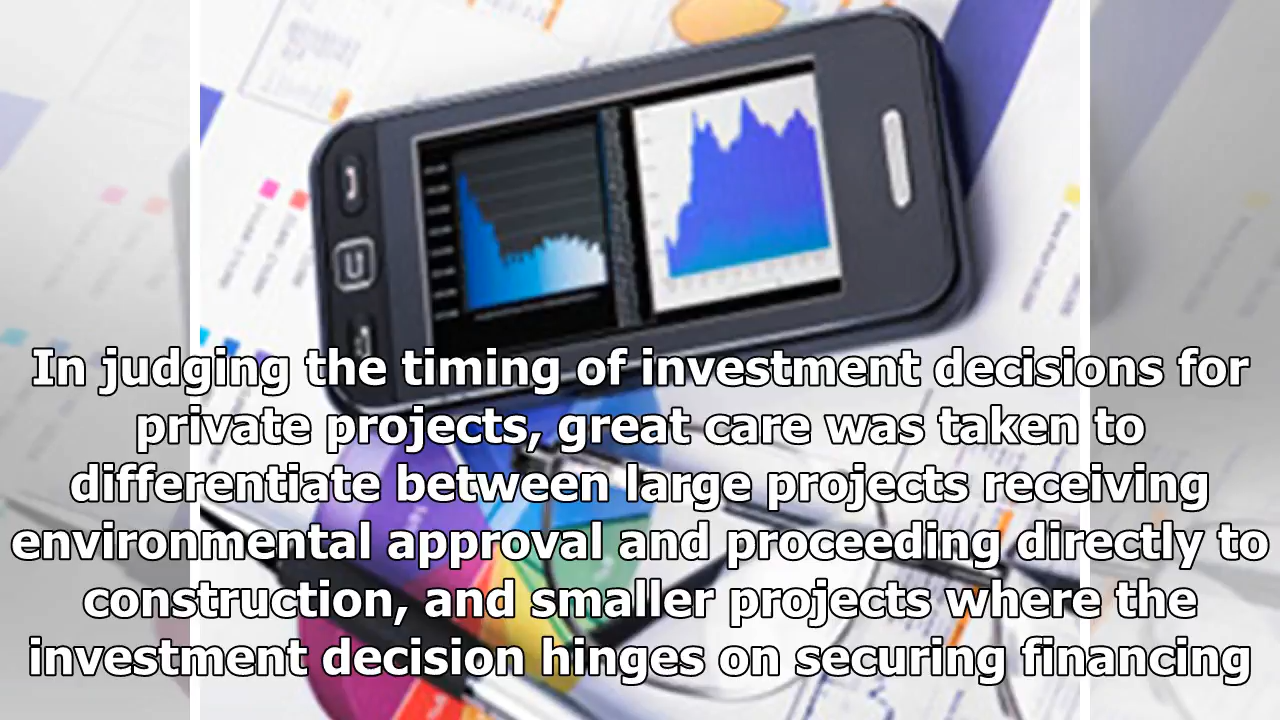 In judging the timing of investment decisions for
private projects, great care was taken to
differentiate between large projects receiving
environmental approval and proceeding directly to
construction, and smaller projects where the
investment decision hinges on securing financing